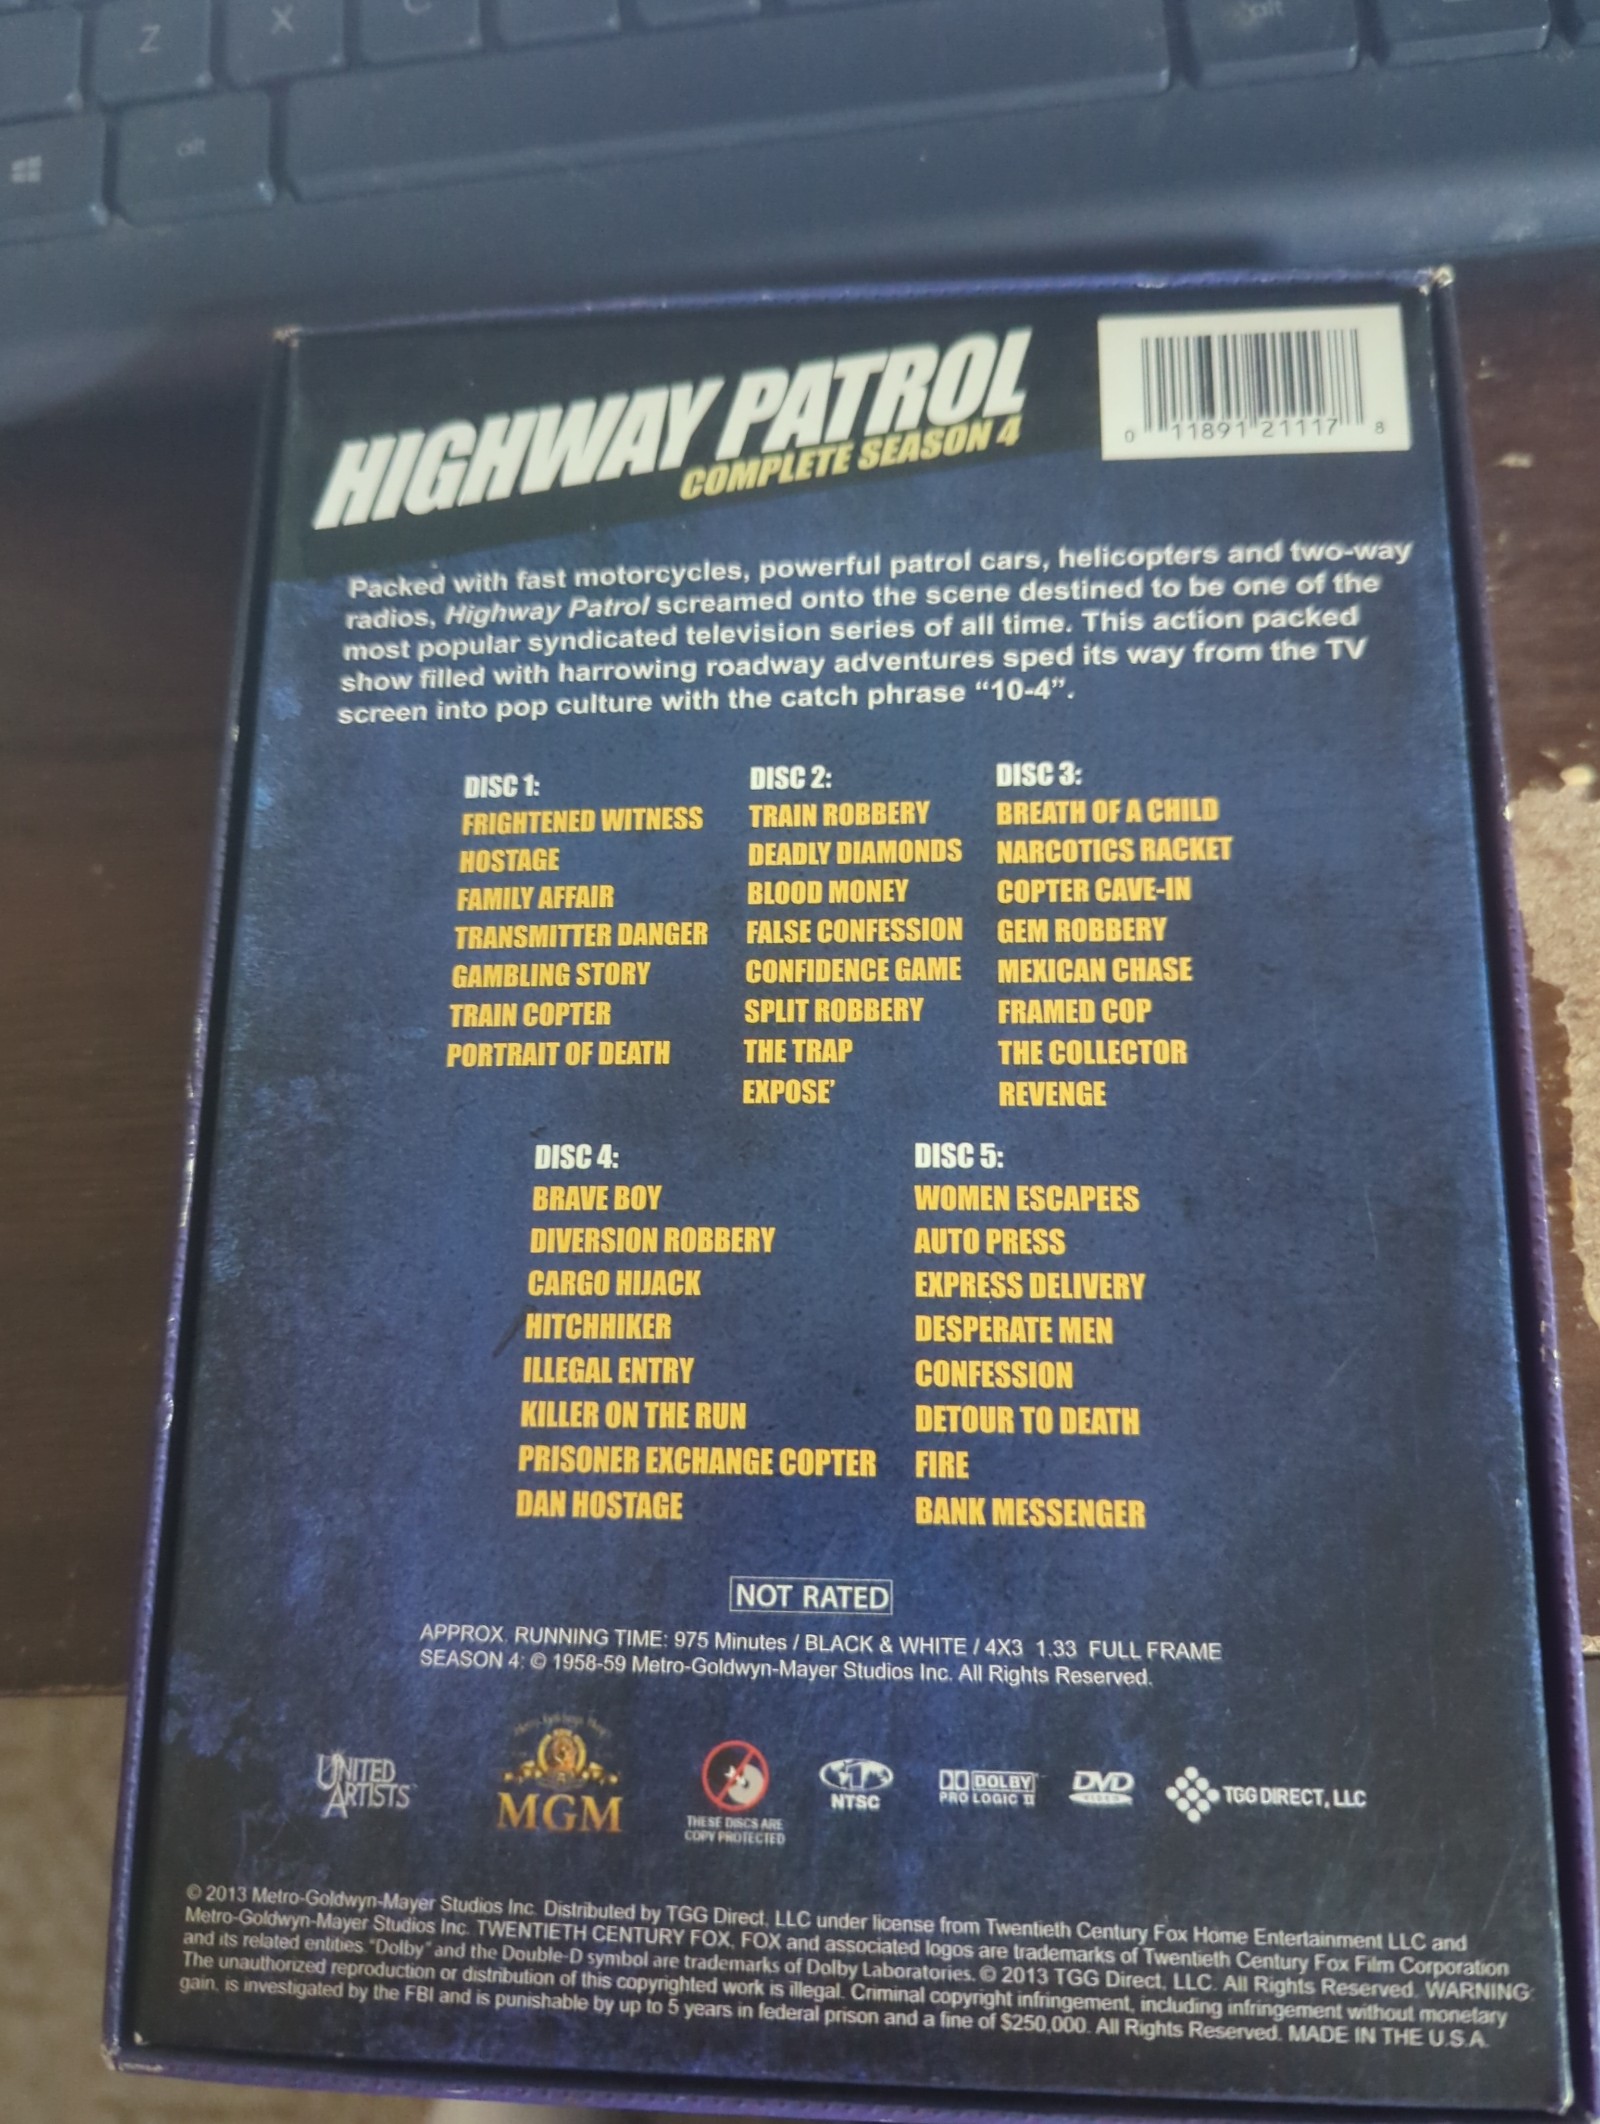 Z
X
C
alt
alt
HIGHWAY PATROL
COMPLETE SEASON 4
0 11891 21117 8
Packed with fast motorcycles, powerful patrol cars, helicopters and two-way
radios, Highway Patrol screamed onto the scene destined to be one of the
most popular syndicated television series of all time. This action packed
show filled with harrowing roadway adventures sped its way from the TV
screen into pop culture with the catch phrase “10-4”.
DISC 1:
FRIGHTENED WITNESS
HOSTAGE
FAMILY AFFAIR
TRANSMITTER DANGER
GAMBLING STORY
TRAIN COPTER
PORTRAIT OF DEATH
DISC 2:
TRAIN ROBBERY
DEADLY DIAMONDS
BLOOD MONEY
FALSE CONFESSION
CONFIDENCE GAME
SPLIT ROBBERY
THE TRAP
EXPOSE’
DISC 3:
BREATH OF A CHILD
NARCOTICS RACKET
COPTER CAVE-IN
GEM ROBBERY
MEXICAN CHASE
FRAMED COP
THE COLLECTOR
REVENGE
DISC 4:
BRAVE BOY
DIVERSION ROBBERY
CARGO HIJACK
HITCHHIKER
ILLEGAL ENTRY
KILLER ON THE RUN
PRISONER EXCHANGE COPTER
DAN HOSTAGE
DISC 5:
WOMEN ESCAPEES
AUTO PRESS
EXPRESS DELIVERY
DESPERATE MEN
CONFESSION
DETOUR TO DEATH
FIRE
BANK MESSENGER
NOT RATED
APPROX. RUNNING TIME: 975 Minutes / BLACK & WHITE / 4X3 1.33 FULL FRAME
SEASON 4: © 1958-59 Metro-Goldwyn-Mayer Studios Inc. All Rights Reserved.
UNITED
ARTISTS
MGM
THESE DISCS ARE
COPY PROTECTED
NTSC
DOLBY
PRO LOGIC II
DVD
VIDEO
TGG DIRECT, LLC
© 2013 Metro-Goldwyn-Mayer Studios Inc. Distributed by TGG Direct, LLC under license from Twentieth Century Fox Home Entertainment LLC and
Metro-Goldwyn-Mayer Studios Inc. TWENTIETH CENTURY FOX, FOX and associated logos are trademarks of Twentieth Century Fox Film Corporation
and its related entities. “Dolby” and the Double-D symbol are trademarks of Dolby Laboratories. © 2013 TGG Direct, LLC. All Rights Reserved. WARNING:
The unauthorized reproduction or distribution of this copyrighted work is illegal. Criminal copyright infringement, including infringement without monetary
gain, is investigated by the FBI and is punishable by up to 5 years in federal prison and a fine of $250,000. All Rights Reserved. MADE IN THE U.S.A.